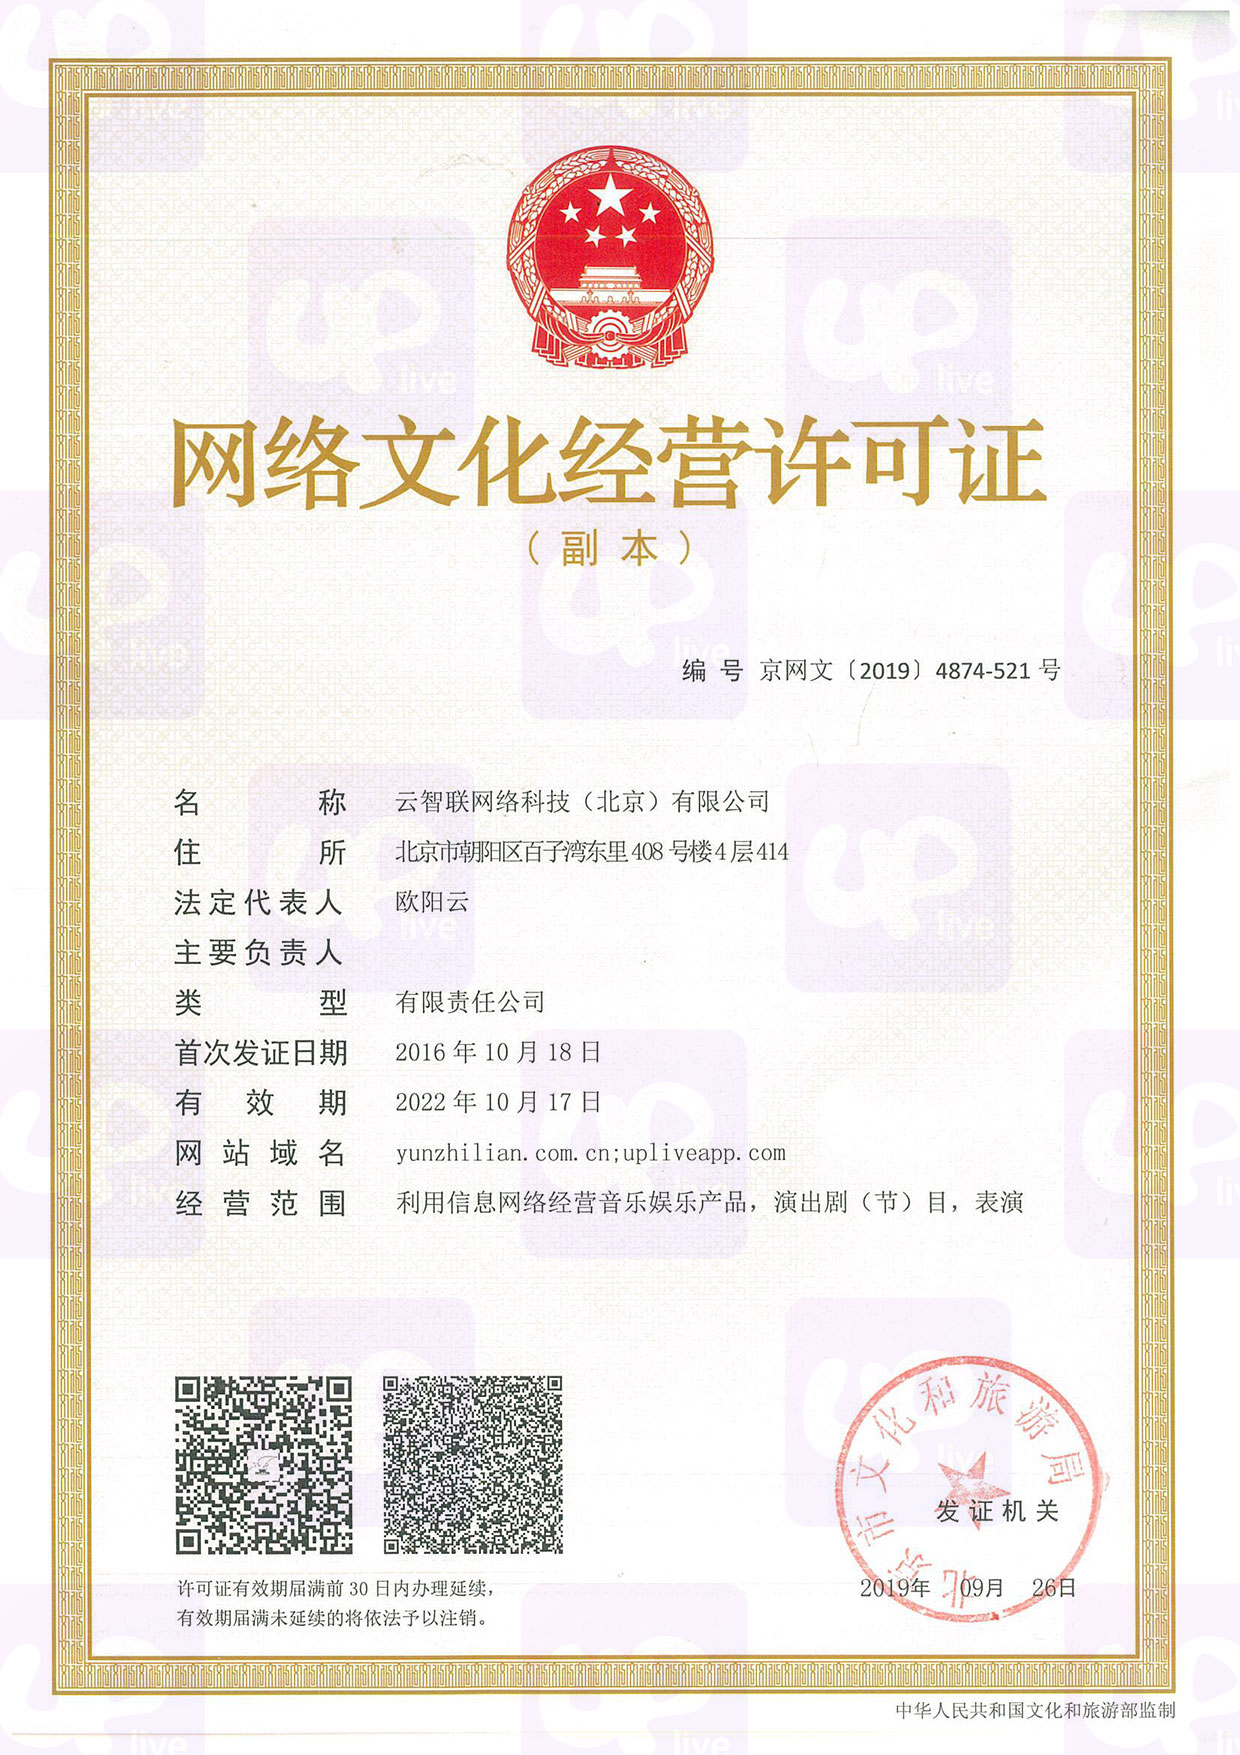 网络文化经营许可证
（副本）
编 号 京网文〔2019〕4874-521 号
名 称 云智联网络科技（北京）有限公司
住 所 北京市朝阳区百子湾东里408 号楼4 层414
法定代表人 欧阳云
主要负责人
类 型 有限责任公司
首次发证日期 2016 年 10 月 18 日
有 效 期 2022 年 10 月 17 日
网 站 域 名 yunzhilian.com.cn;upliveapp.com
经 营 范 围 利用信息网络经营音乐娱乐产品，演出剧（节）目，表演
北京市文化和旅游局
发证机关
2019年 09月 26日
许可证有效期届满前 30 日内办理延续，
有效期届满未延续的将依法予以注销。
中华人民共和国文化和旅游部监制
up live